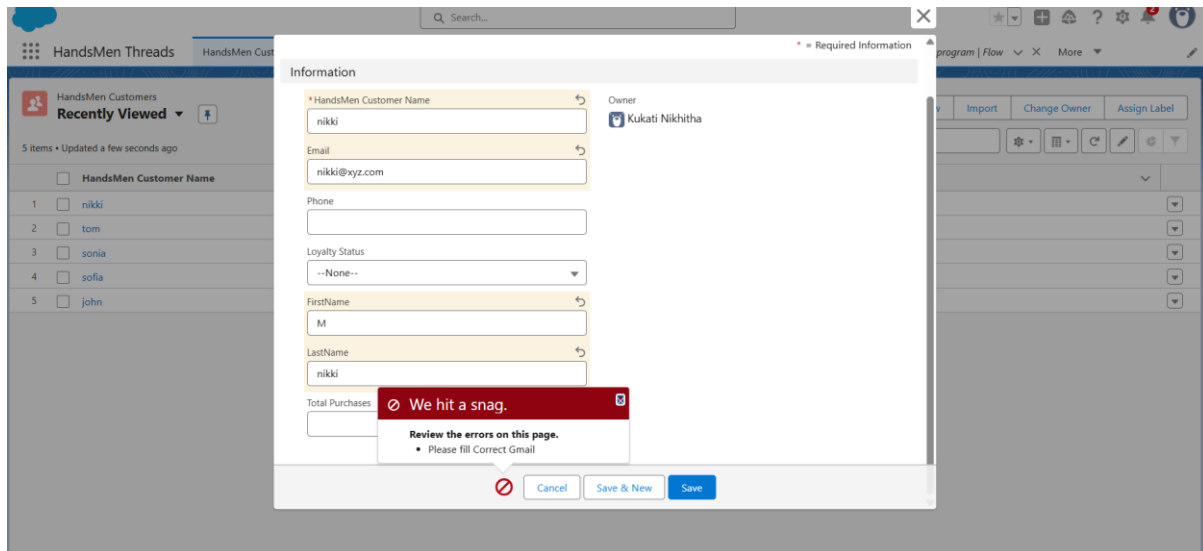 Search...
2
HandsMen Threads
HandsMen Cust
program | Flow
More
* = Required Information
Information
HandsMen Customers
Recently Viewed
5 items • Updated a few seconds ago
Import
Change Owner
Assign Label
HandsMen Customer Name
1 nikki
2 tom
3 sonia
4 sofia
5 john
*HandsMen Customer Name
nikki
Owner
Kukati Nikhitha
Email
nikki@xyz.com
Phone
Loyalty Status
--None--
FirstName
M
LastName
nikki
Total Purchases
We hit a snag.
Review the errors on this page.
• Please fill Correct Gmail
Cancel
Save & New
Save